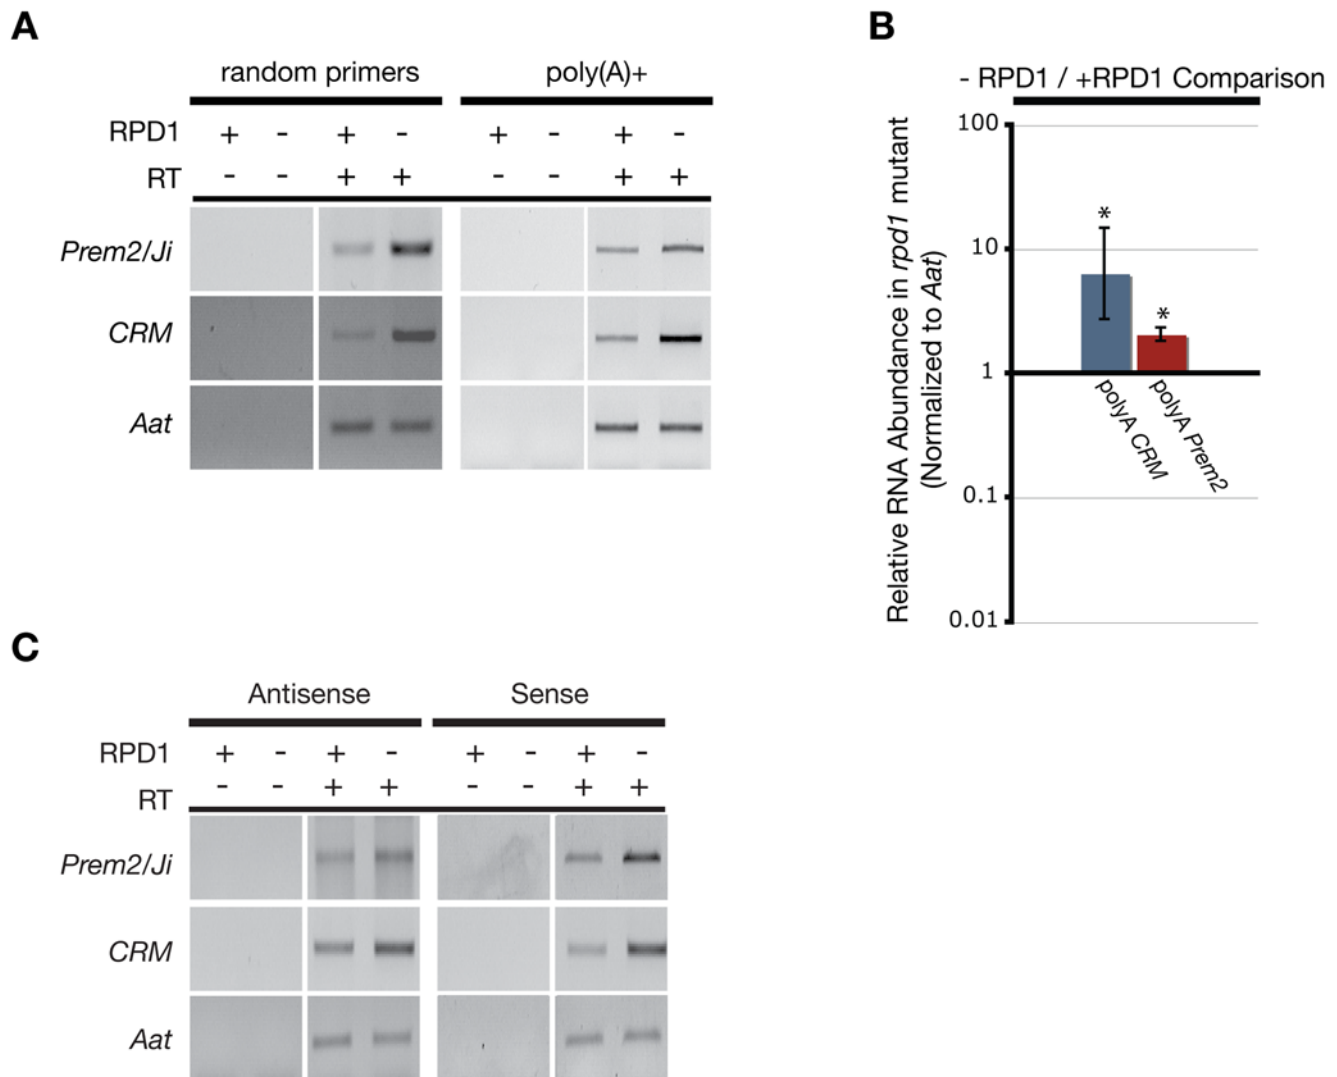 A
random primers poly(A)+
RPD1 + - + - + - + -
RT - - + + - - + +
Prem2/Ji
CRM
Aat
B
- RPD1 / +RPD1 Comparison
Relative RNA Abundance in rpd1 mutant
(Normalized to Aat)
100
10
1
0.1
0.01
*
*
polyA CRM
polyA Prem2
C
Antisense Sense
RPD1 + - + - + - + -
RT - - + + - - + +
Prem2/Ji
CRM
Aat